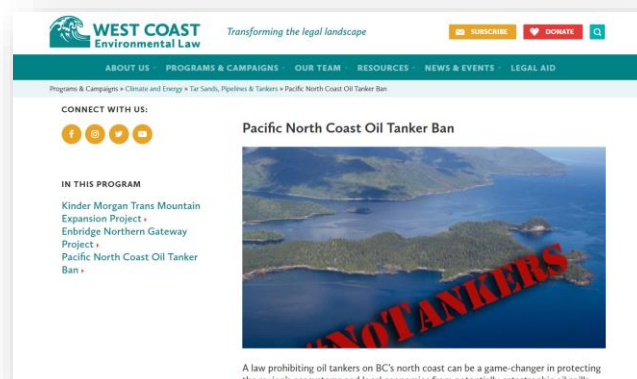 WEST COAST
Environmental Law
Transforming the legal landscape
SUBSCRIBE
DONATE
ABOUT US
PROGRAMS & CAMPAIGNS
OUR TEAM
RESOURCES
NEWS & EVENTS
LEGAL AID
Programs & Campaigns » Climate and Energy » Tar Sands, Pipelines & Tankers » Pacific North Coast Oil Tanker Ban
CONNECT WITH US:
IN THIS PROGRAM
Kinder Morgan Trans Mountain
Expansion Project
Enbridge Northern Gateway
Project
Pacific North Coast Oil Tanker
Ban
Pacific North Coast Oil Tanker Ban
#NOTANKERS
A law prohibiting oil tankers on BC's north coast can be a game-changer in protecting